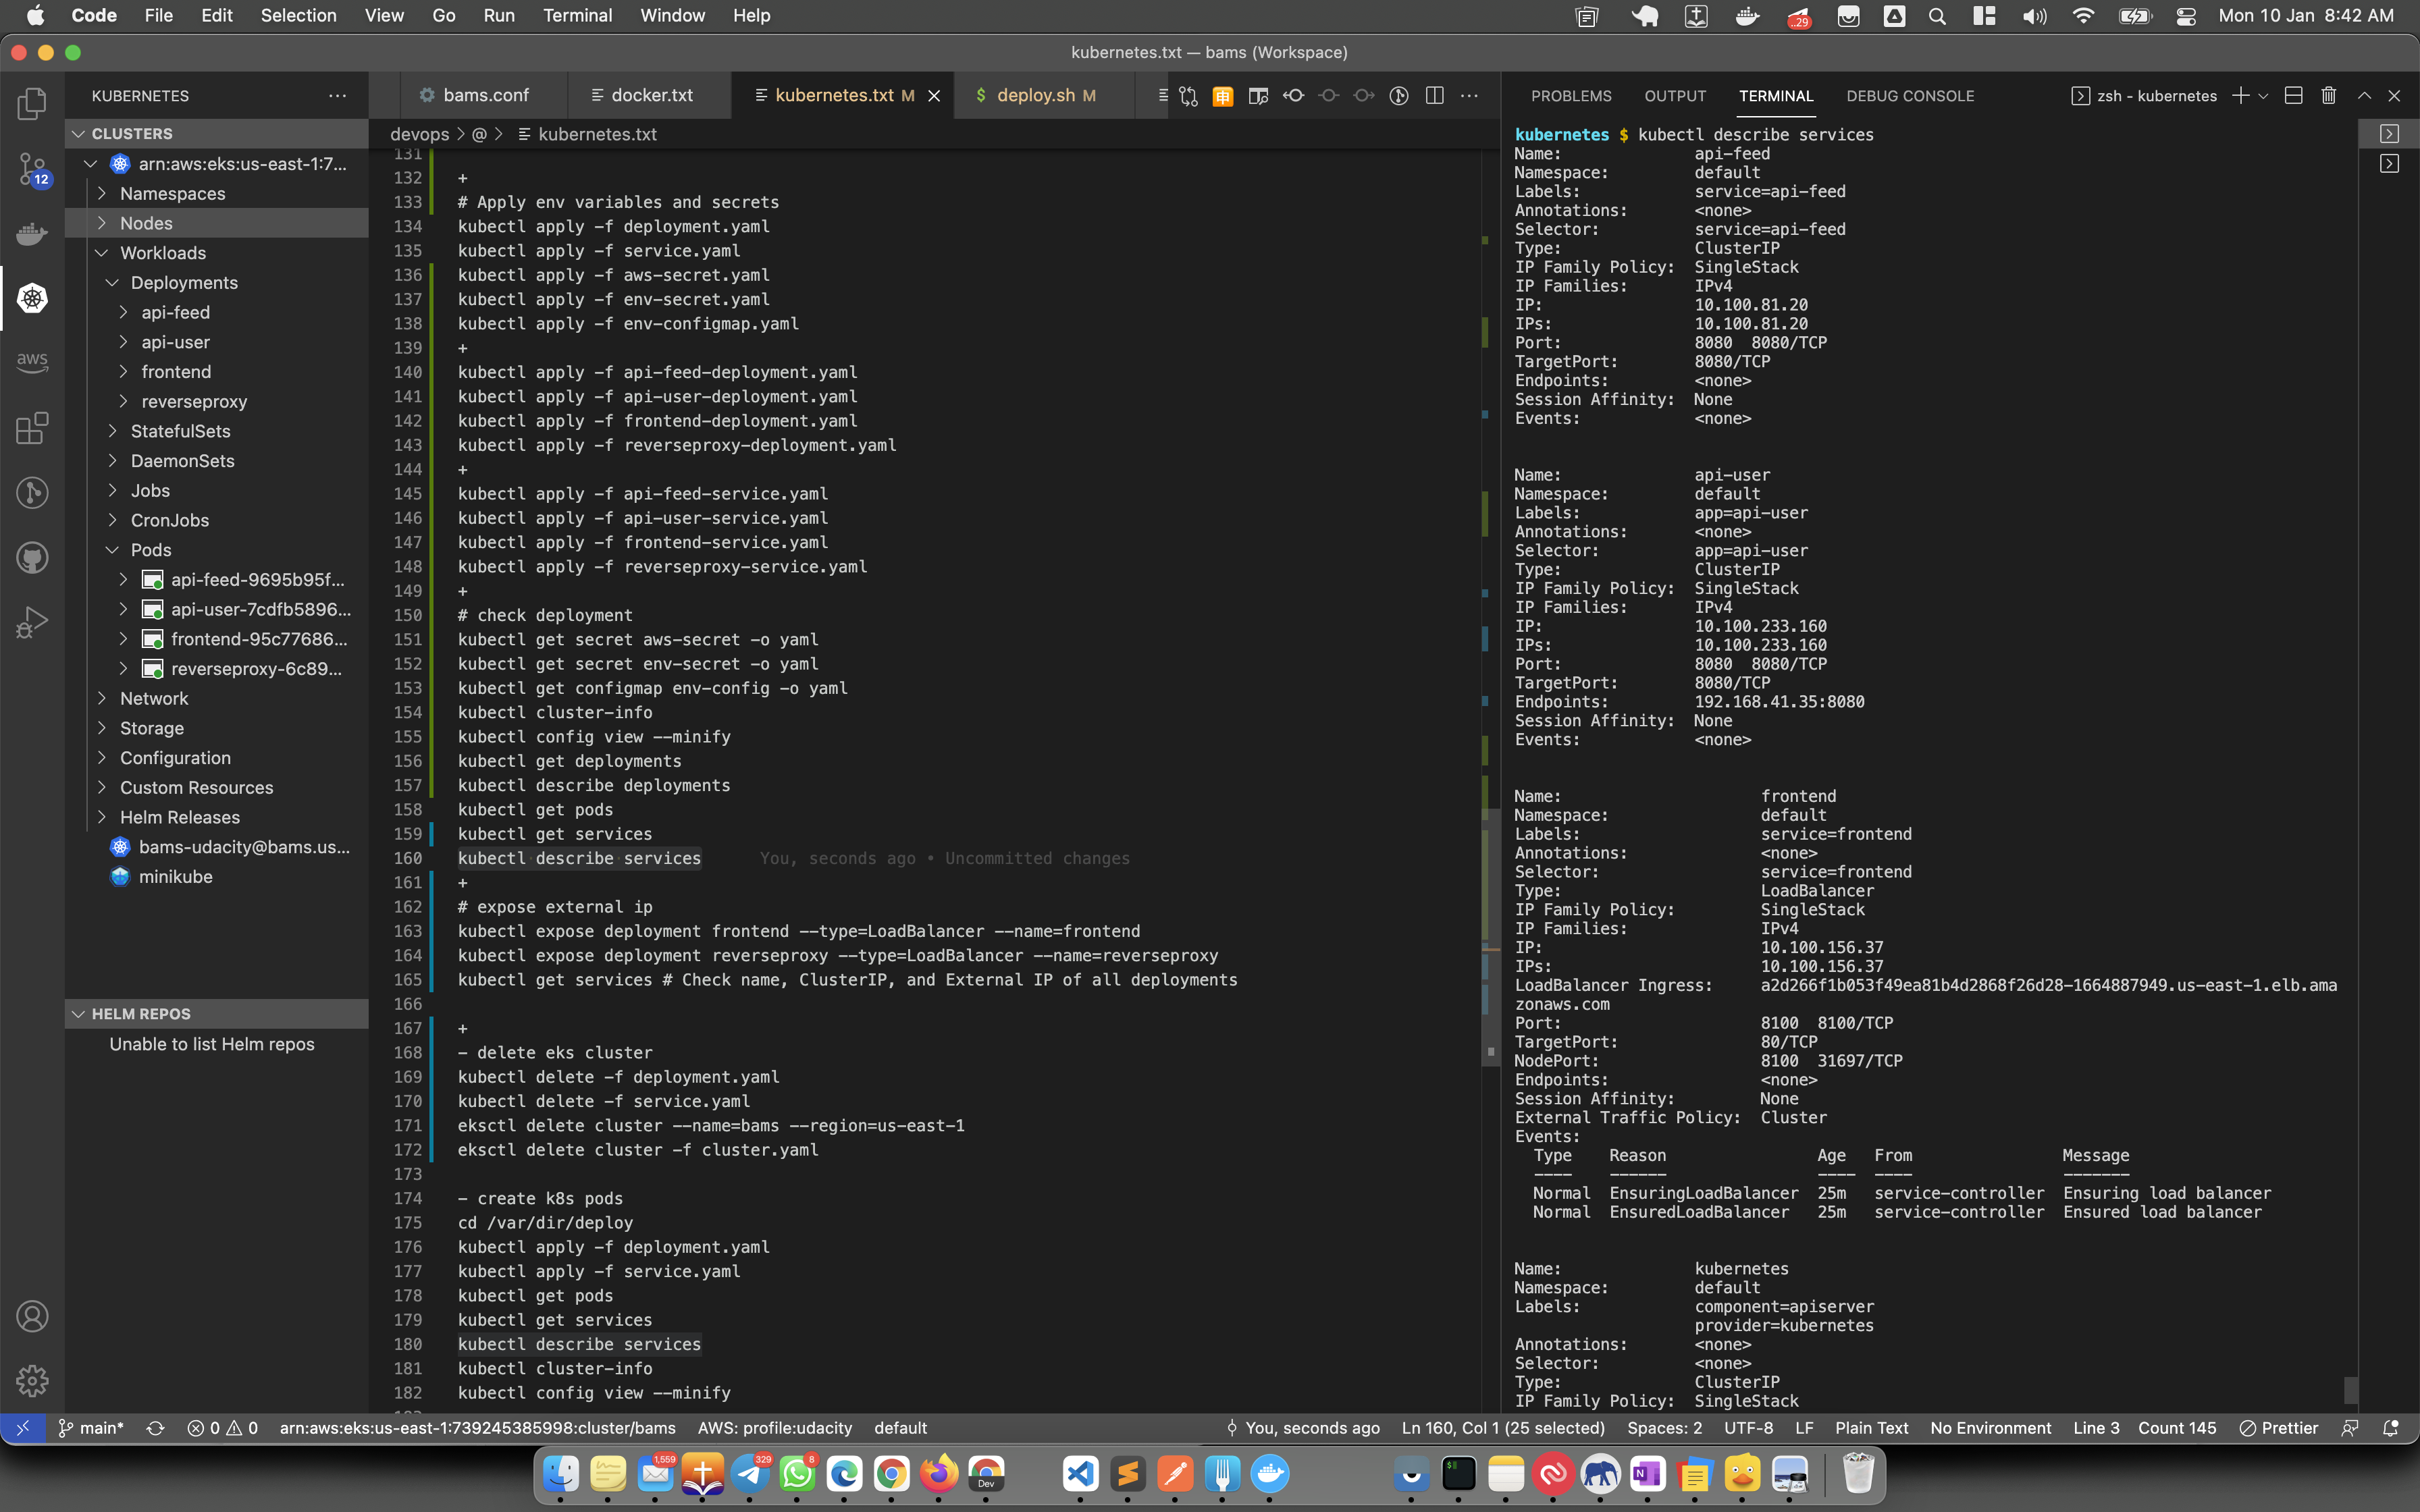 Code File Edit Selection View Go Run Terminal Window Help
..29
Mon 10 Jan 8:42 AM
kubernetes.txt — bams (Workspace)
KUBERNETES
bams.conf
docker.txt
kubernetes.txt M
$ deploy.sh M
PROBLEMS OUTPUT TERMINAL DEBUG CONSOLE
zsh - kubernetes
devops > @ > kubernetes.txt
CLUSTERS
arn:aws:eks:us-east-1:7...
Namespaces
Nodes
Workloads
Deployments
api-feed
api-user
frontend
reverseproxy
StatefulSets
DaemonSets
Jobs
CronJobs
Pods
api-feed-9695b95f...
api-user-7cdfb5896...
frontend-95c77686...
reverseproxy-6c89...
Network
Storage
Configuration
Custom Resources
Helm Releases
bams-udacity@bams.us...
minikube
HELM REPOS
Unable to list Helm repos
12
aws
131
132 +
133 # Apply env variables and secrets
134 kubectl apply -f deployment.yaml
135 kubectl apply -f service.yaml
136 kubectl apply -f aws-secret.yaml
137 kubectl apply -f env-secret.yaml
138 kubectl apply -f env-configmap.yaml
139 +
140 kubectl apply -f api-feed-deployment.yaml
141 kubectl apply -f api-user-deployment.yaml
142 kubectl apply -f frontend-deployment.yaml
143 kubectl apply -f reverseproxy-deployment.yaml
144 +
145 kubectl apply -f api-feed-service.yaml
146 kubectl apply -f api-user-service.yaml
147 kubectl apply -f frontend-service.yaml
148 kubectl apply -f reverseproxy-service.yaml
149 +
150 # check deployment
151 kubectl get secret aws-secret -o yaml
152 kubectl get secret env-secret -o yaml
153 kubectl get configmap env-config -o yaml
154 kubectl cluster-info
155 kubectl config view --minify
156 kubectl get deployments
157 kubectl describe deployments
158 kubectl get pods
159 kubectl get services
160 kubectl describe services You, seconds ago • Uncommitted changes
161 +
162 # expose external ip
163 kubectl expose deployment frontend --type=LoadBalancer --name=frontend
164 kubectl expose deployment reverseproxy --type=LoadBalancer --name=reverseproxy
165 kubectl get services # Check name, ClusterIP, and External IP of all deployments
166
167 +
168 - delete eks cluster
169 kubectl delete -f deployment.yaml
170 kubectl delete -f service.yaml
171 eksctl delete cluster --name=bams --region=us-east-1
172 eksctl delete cluster -f cluster.yaml
173
174 - create k8s pods
175 cd /var/dir/deploy
176 kubectl apply -f deployment.yaml
177 kubectl apply -f service.yaml
178 kubectl get pods
179 kubectl get services
180 kubectl describe services
181 kubectl cluster-info
182 kubectl config view --minify
kubernetes $ kubectl describe services
Name: api-feed
Namespace: default
Labels: service=api-feed
Annotations: <none>
Selector: service=api-feed
Type: ClusterIP
IP Family Policy: SingleStack
IP Families: IPv4
IP: 10.100.81.20
IPs: 10.100.81.20
Port: 8080 8080/TCP
TargetPort: 8080/TCP
Endpoints: <none>
Session Affinity: None
Events: <none>
Name: api-user
Namespace: default
Labels: app=api-user
Annotations: <none>
Selector: app=api-user
Type: ClusterIP
IP Family Policy: SingleStack
IP Families: IPv4
IP: 10.100.233.160
IPs: 10.100.233.160
Port: 8080 8080/TCP
TargetPort: 8080/TCP
Endpoints: 192.168.41.35:8080
Session Affinity: None
Events: <none>
Name: frontend
Namespace: default
Labels: service=frontend
Annotations: <none>
Selector: service=frontend
Type: LoadBalancer
IP Family Policy: SingleStack
IP Families: IPv4
IP: 10.100.156.37
IPs: 10.100.156.37
LoadBalancer Ingress: a2d266f1b053f49ea81b4d2868f26d28-1664887949.us-east-1.elb.ama
zonaws.com
Port: 8100 8100/TCP
TargetPort: 80/TCP
NodePort: 8100 31697/TCP
Endpoints: <none>
Session Affinity: None
External Traffic Policy: Cluster
Events:
Type Reason Age From Message
---- ------ ---- ---- -------
Normal EnsuringLoadBalancer 25m service-controller Ensuring load balancer
Normal EnsuredLoadBalancer 25m service-controller Ensured load balancer
Name: kubernetes
Namespace: default
Labels: component=apiserver
provider=kubernetes
Annotations: <none>
Selector: <none>
Type: ClusterIP
IP Family Policy: SingleStack
main* 0 0 arn:aws:eks:us-east-1:739245385998:cluster/bams AWS: profile:udacity default
You, seconds ago Ln 160, Col 1 (25 selected) Spaces: 2 UTF-8 LF Plain Text No Environment Line 3 Count 145 Prettier
1,559
329
8
Dev